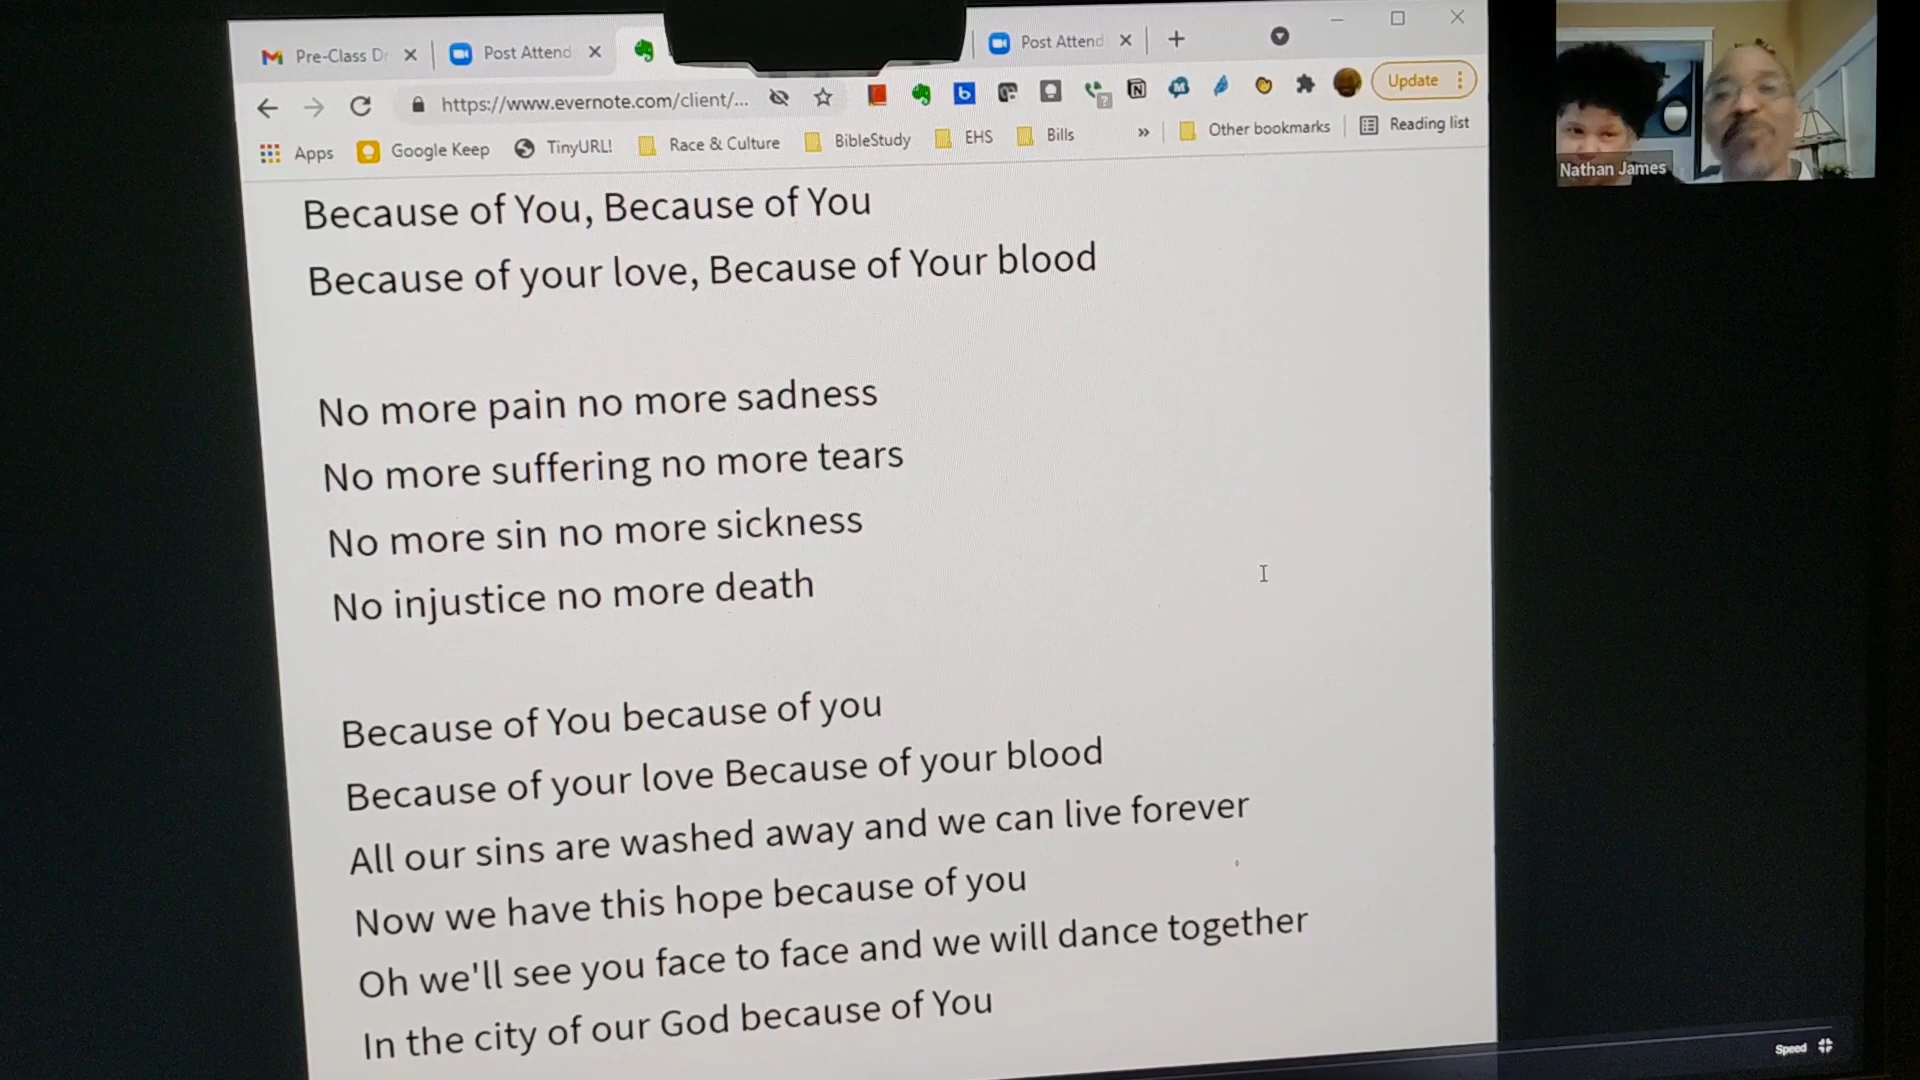 Pre-Class Dr
Post Attend
Post Attend
https://www.evernote.com/client/...
Update
Apps
Google Keep
TinyURL!
Race & Culture
BibleStudy
EHS
Bills
»
Other bookmarks
Reading list
Because of You, Because of You
Because of your love, Because of Your blood
No more pain no more sadness
No more suffering no more tears
No more sin no more sickness
No injustice no more death
Because of You because of you
Because of your love Because of your blood
All our sins are washed away and we can live forever
Now we have this hope because of you
Oh we'll see you face to face and we will dance together
In the city of our God because of You
Nathan James
Speed